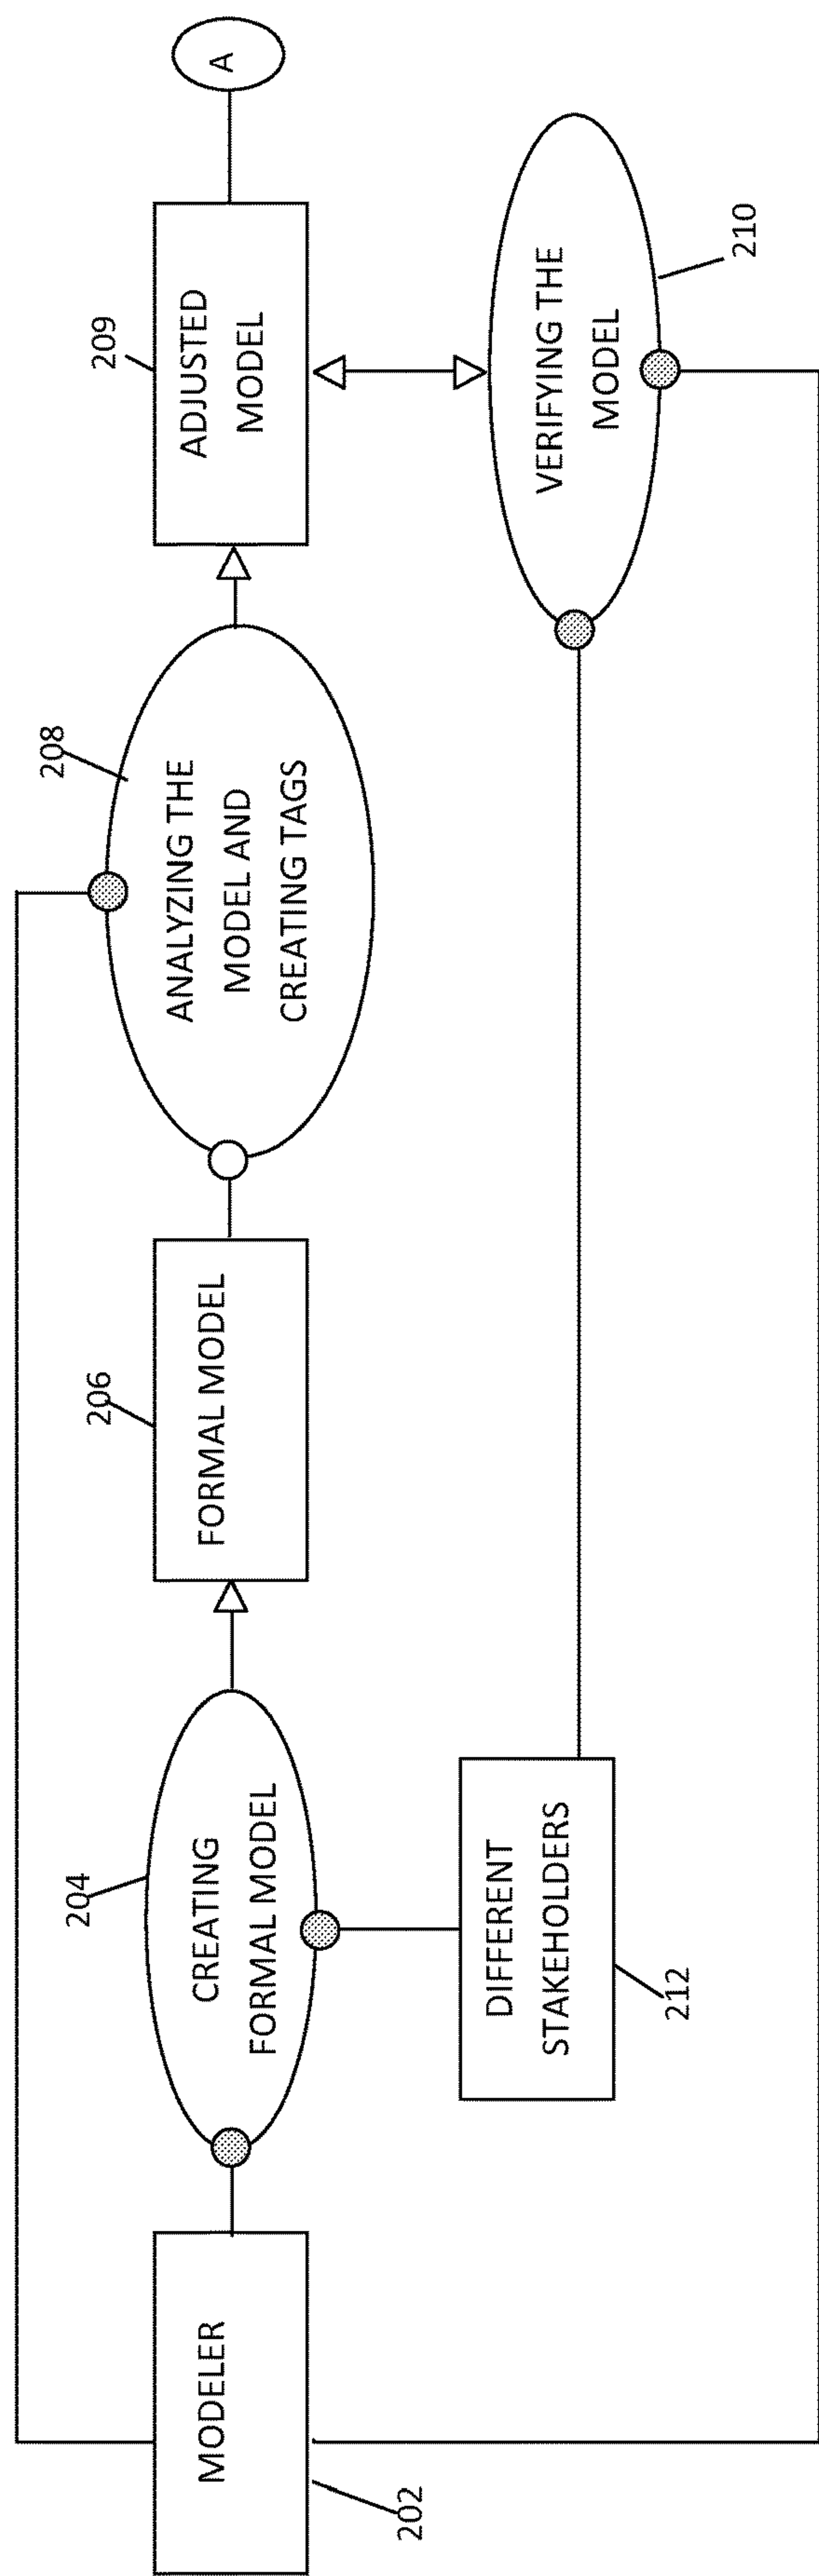 MODELER
202
CREATING
FORMAL MODEL
204
FORMAL MODEL
206
ANALYZING THE
MODEL AND
CREATING TAGS
208
ADJUSTED
MODEL
209
A
DIFFERENT
STAKEHOLDERS
212
VERIFYING THE
MODEL
210